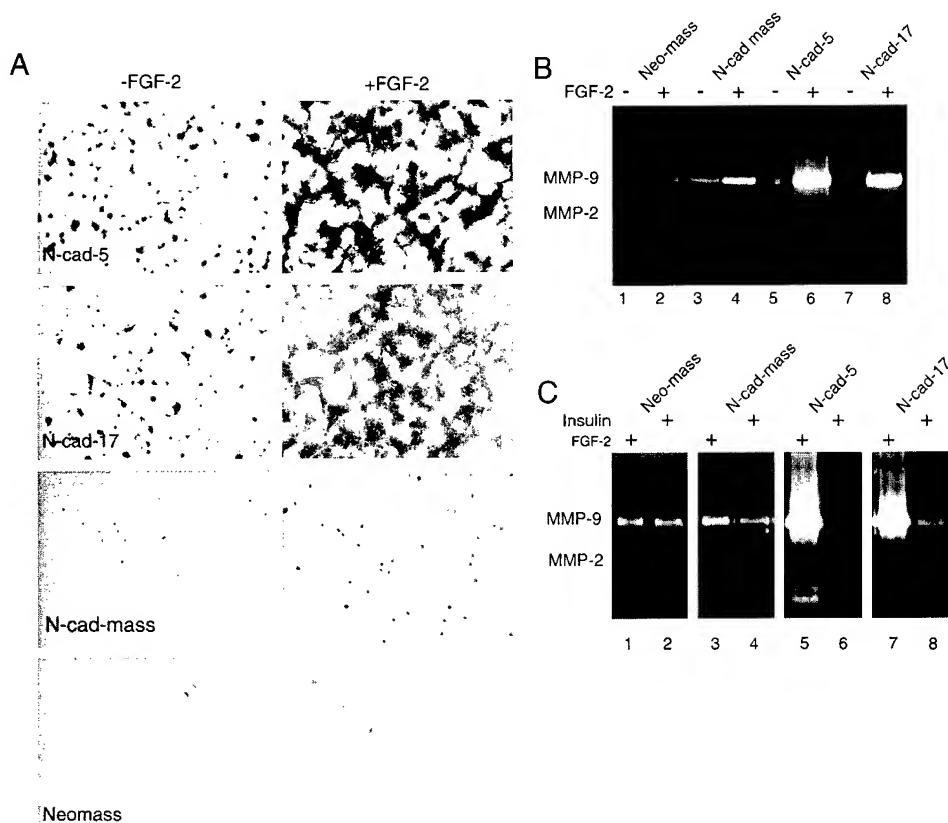 A
-FGF-2 +FGF-2
N-cad-5
N-cad-17
N-cad-mass
Neomass
B
Neo-mass N-cad mass N-cad-5 N-cad-17
FGF-2 - + - + - + - +
MMP-9
MMP-2
1 2 3 4 5 6 7 8
C
Neo-mass N-cad-mass N-cad-5 N-cad-17
Insulin + + + +
FGF-2 + + + +
MMP-9
MMP-2
1 2 3 4 5 6 7 8